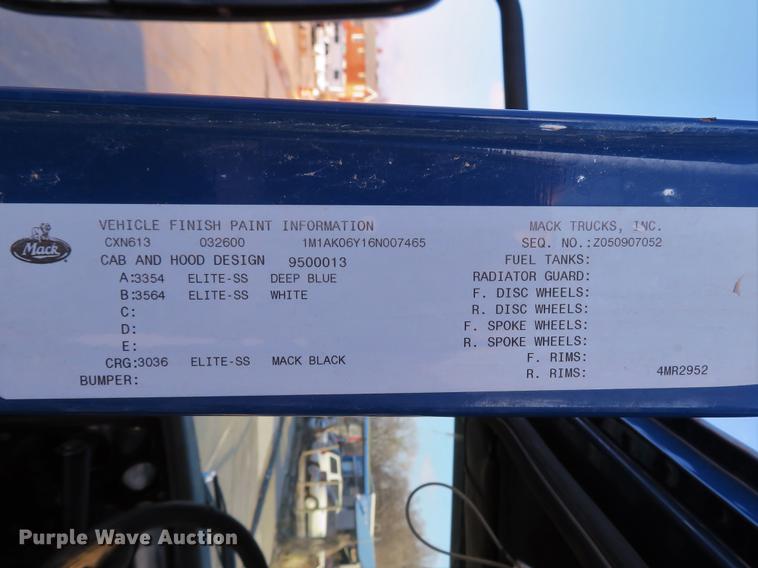 Mack
VEHICLE FINISH PAINT INFORMATION MACK TRUCKS, INC.
CXN613 032600 1M1AK06Y16N007465 SEQ. NO.:Z050907052
CAB AND HOOD DESIGN 9500013 FUEL TANKS:
A:3354 ELITE-SS DEEP BLUE RADIATOR GUARD:
B:3564 ELITE-SS WHITE F. DISC WHEELS:
C: R. DISC WHEELS:
D: F. SPOKE WHEELS:
E: R. SPOKE WHEELS:
F. RIMS:
CRG:3036 ELITE-SS MACK BLACK R. RIMS: 4MR2952
BUMPER:
Purple Wave Auction